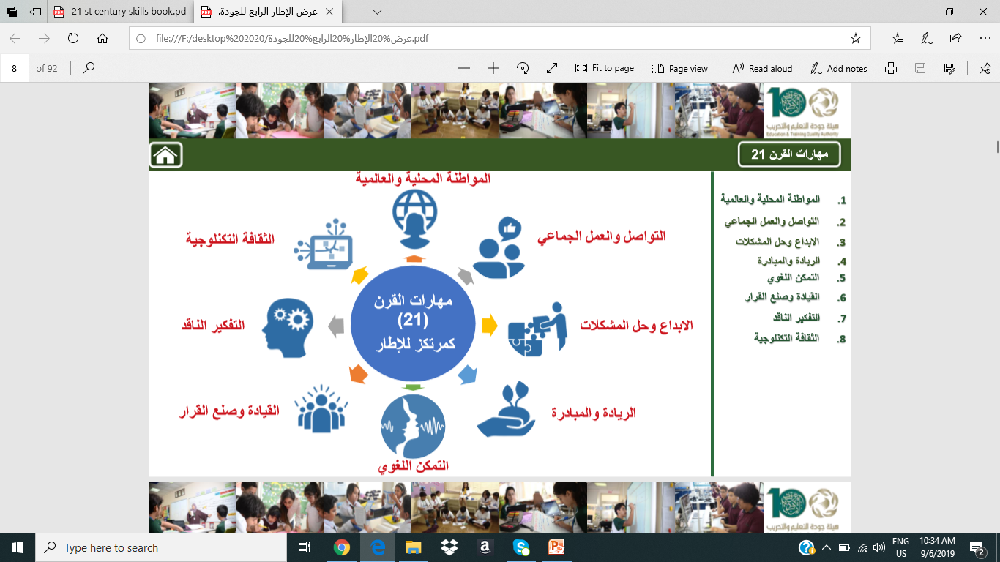 21 st century skills book.pdf
عرض الإطار الرابع للجودة.
file:///F:/desktop%202020/عرض%20الإطار%20الرابع%20للجودة.pdf
8 of 92
Fit to page
Page view
Read aloud
Add notes
10
هيئة جودة التعليم والتدريب
Education & Training Quality Authority
مهارات القرن 21
1. المواطنة المحلية والعالمية
2. التواصل والعمل الجماعي
3. الابداع وحل المشكلات
4. الريادة والمبادرة
5. التمكن اللغوي
6. القيادة وصنع القرار
7. التفكير الناقد
8. الثقافة التكنلوجية
المواطنة المحلية والعالمية
التواصل والعمل الجماعي
الثقافة التكنلوجية
مهارات القرن
(21)
كمرتكز للإطار
الابداع وحل المشكلات
التفكير الناقد
الريادة والمبادرة
القيادة وصنع القرار
التمكن اللغوي
10
هيئة جودة التعليم والتدريب
Type here to search
ENG
US
10:34 AM
9/6/2019
2